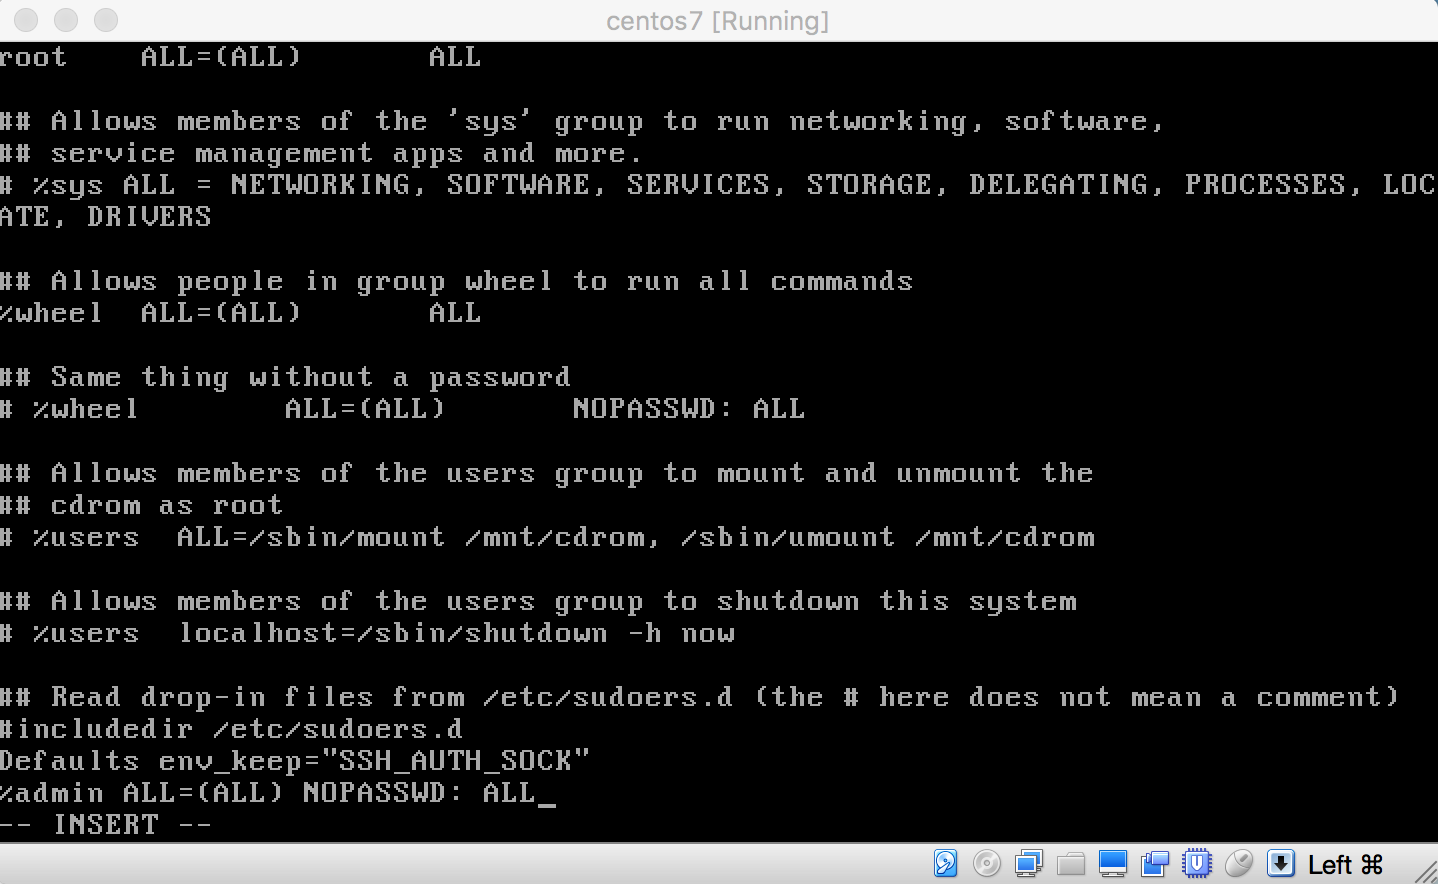 centos7 [Running]
root    ALL=(ALL)       ALL
## Allows members of the 'sys' group to run networking, software,
## service management apps and more.
# %sys ALL = NETWORKING, SOFTWARE, SERVICES, STORAGE, DELEGATING, PROCESSES, LOC
ATE, DRIVERS
## Allows people in group wheel to run all commands
%wheel  ALL=(ALL)       ALL
## Same thing without a password
# %wheel        ALL=(ALL)       NOPASSWD: ALL
## Allows members of the users group to mount and unmount the
## cdrom as root
# %users  ALL=/sbin/mount /mnt/cdrom, /sbin/umount /mnt/cdrom
## Allows members of the users group to shutdown this system
# %users  localhost=/sbin/shutdown -h now
## Read drop-in files from /etc/sudoers.d (the # here does not mean a comment)
#includedir /etc/sudoers.d
Defaults env_keep="SSH_AUTH_SOCK"
%admin ALL=(ALL) NOPASSWD: ALL_
-- INSERT --
Left ⌘